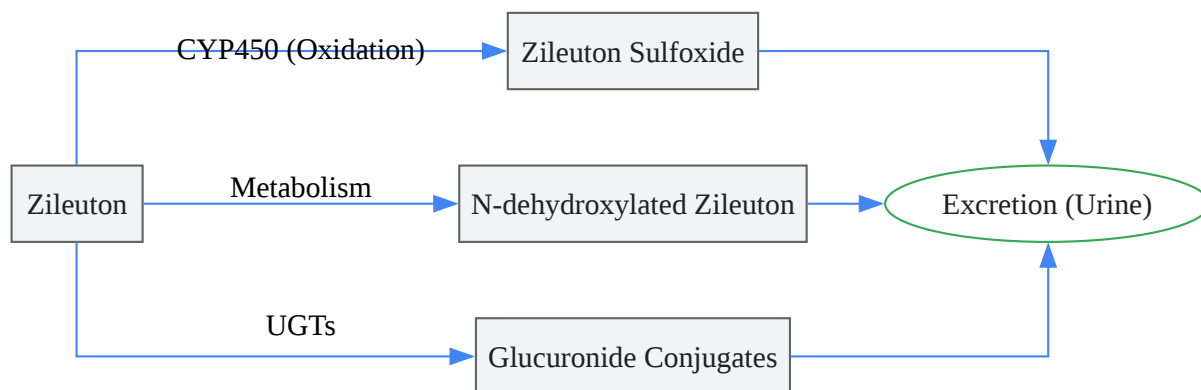 CYP450 (Oxidation)
Zileuton Sulfoxide
Zileuton
Metabolism
N-dehydroxylated Zileuton
Excretion (Urine)
UGTs
Glucuronide Conjugates